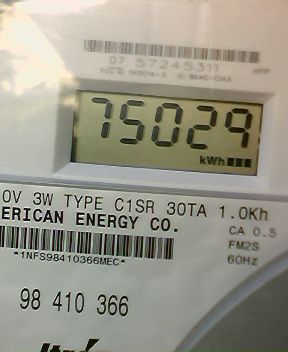 07 57245311
75029
kWh
0V 3W TYPE C1SR 30TA 1.0Kh
ERICAN ENERGY CO.
CA 0.5
FM2S
*1NFS98410366MEC*
60Hz
98 410 366